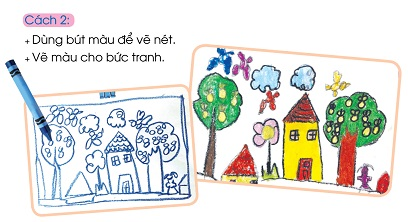 Cách 2:
+ Dùng bút màu để vẽ nét.
+ Vẽ màu cho bức tranh.